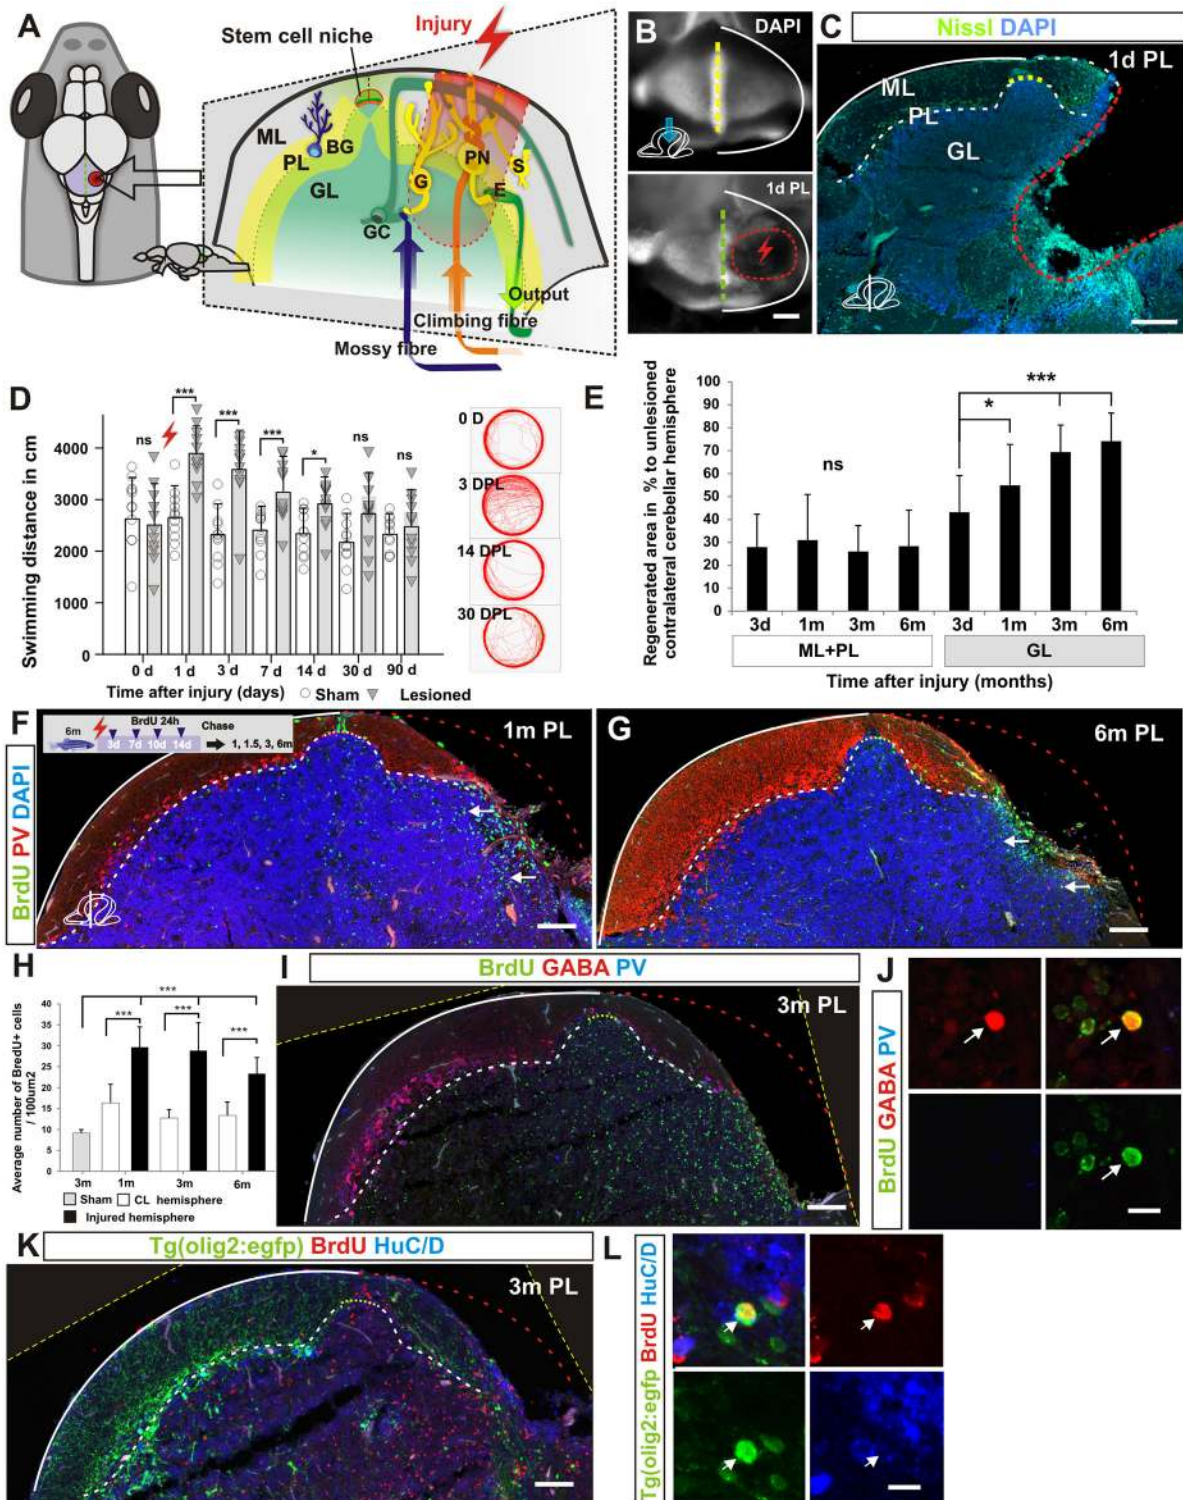 A
Stem cell niche
Injury
ML
PL
BG
GL
GC
G
PN
S
E
Output
Climbing fibre
Mossy fibre
B
DAPI
1d PL
C
Nissl DAPI
1d PL
ML
PL
GL
D
Swimming distance in cm
4000
3000
2000
1000
0
ns
***
***
***
*
ns
ns
0 d
1 d
3 d
7 d
14 d
30 d
90 d
Time after injury (days)
Sham
Lesioned
0 D
3 DPL
14 DPL
30 DPL
E
Regenerated area in % to unlesioned
contralateral cerebellar hemisphere
100
90
80
70
60
50
40
30
20
10
0
ns
*
***
3d
1m
3m
6m
3d
1m
3m
6m
ML+PL
GL
Time after injury (months)
F
BrdU PV DAPI
6m
BrdU 24h
Chase
3d
7d
10d
14d
1, 1.5, 3, 6m
1m PL
G
6m PL
H
Average number of BredU+ cells
/ 100um2
40
35
30
25
20
15
10
5
0
***
***
***
***
3m
1m
3m
6m
Sham
CL hemisphere
Injured hemisphere
I
BrdU GABA PV
3m PL
J
BrdU GABA PV
K
Tg(olig2:egfp) BrdU HuC/D
3m PL
L
Tg(olig2:egfp) BrdU HuC/D